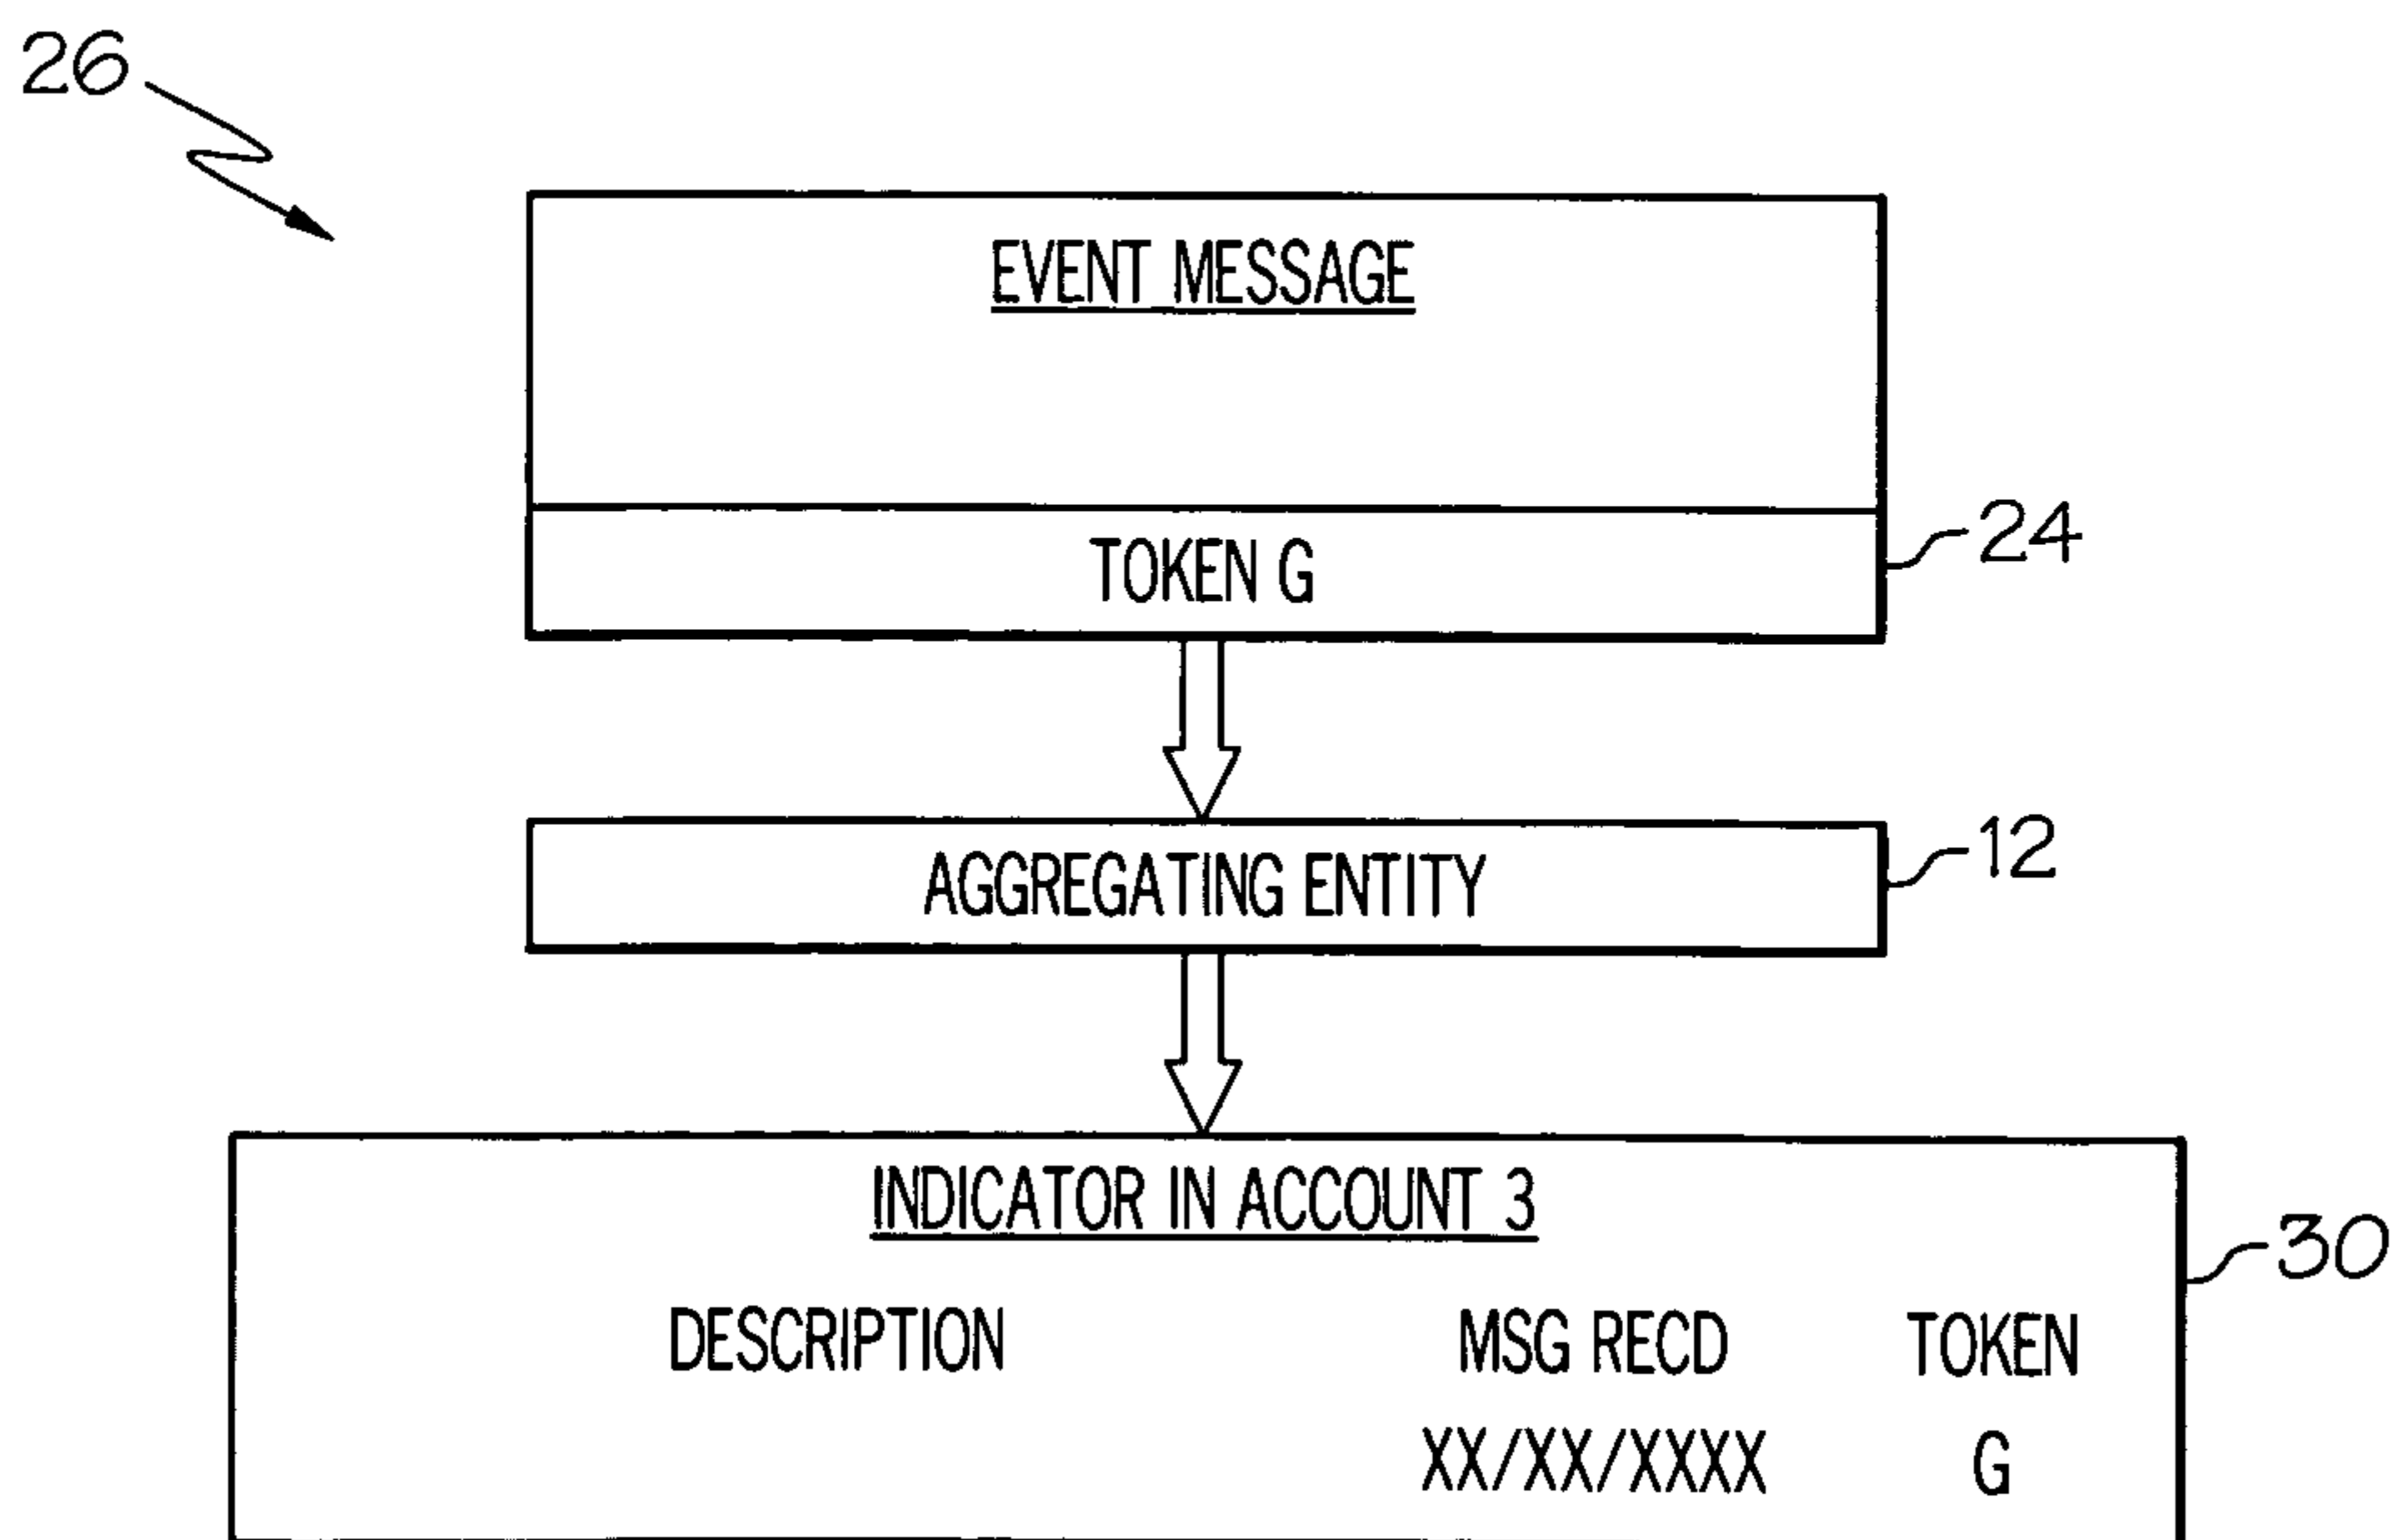 26
EVENT MESSAGE
TOKEN G
24
AGGREGATING ENTITY
12
INDICATOR IN ACCOUNT 3
30
DESCRIPTION MSG RECD TOKEN
XX/XX/XXXX G